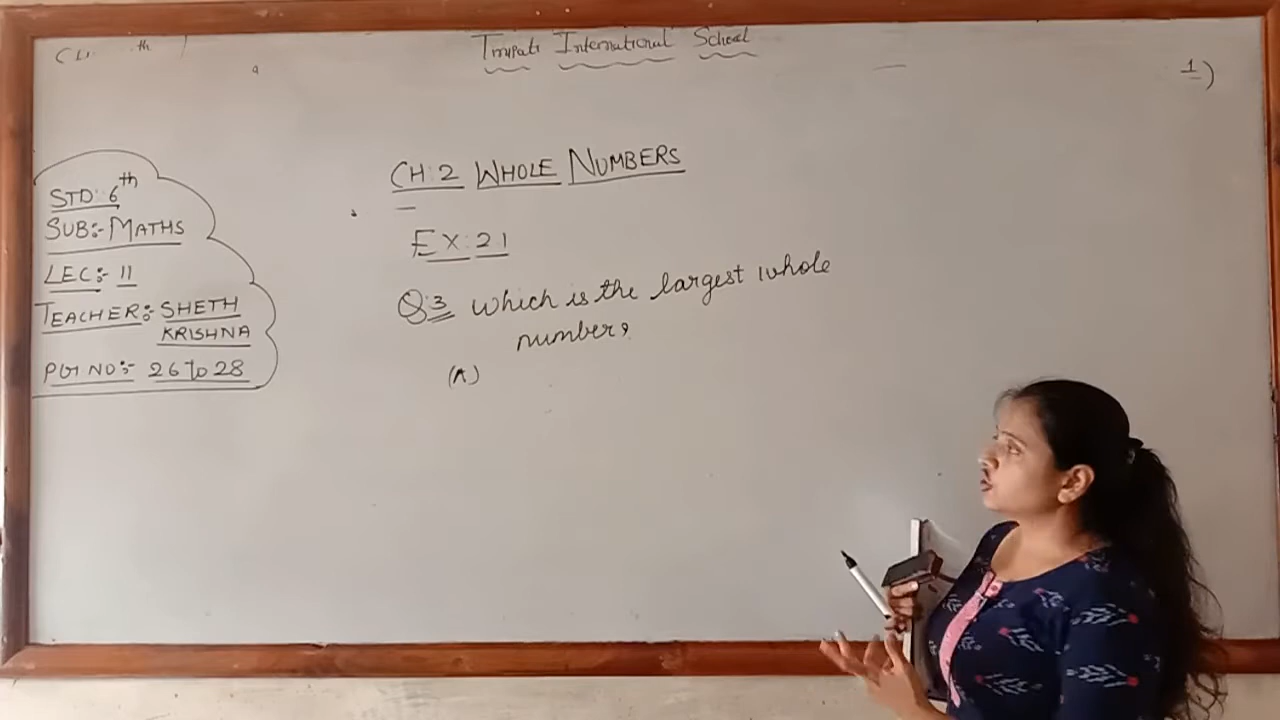 International School
1)
STD: 6th
SUB:- MATHS
LEC:- 11
TEACHER:- SHETH
KRISHNA
PG NO:- 26 to 28
CH: 2 WHOLE NUMBERS
EX: 2.1
Q:3 which is the largest whole
number?
(A)